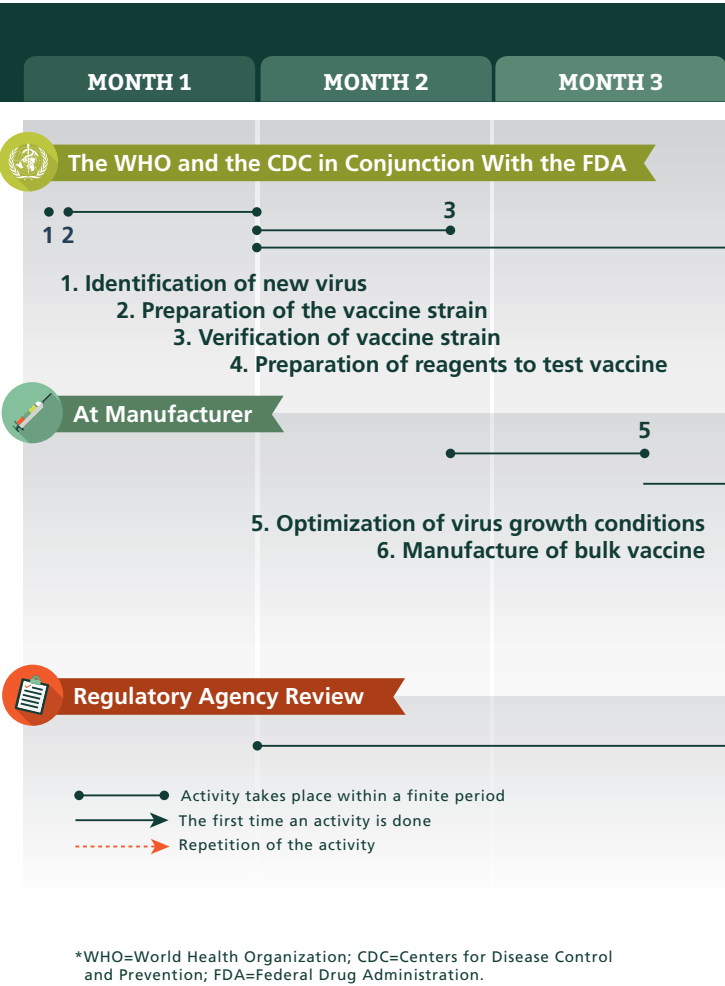 MONTH 1 MONTH 2 MONTH 3
The WHO and the CDC in Conjunction With the FDA
3
1 2
1. Identification of new virus
2. Preparation of the vaccine strain
3. Verification of vaccine strain
4. Preparation of reagents to test vaccine
At Manufacturer
5
5. Optimization of virus growth conditions
6. Manufacture of bulk vaccine
Regulatory Agency Review
Activity takes place within a finite period
The first time an activity is done
Repetition of the activity
*WHO=World Health Organization; CDC=Centers for Disease Control
and Prevention; FDA=Federal Drug Administration.